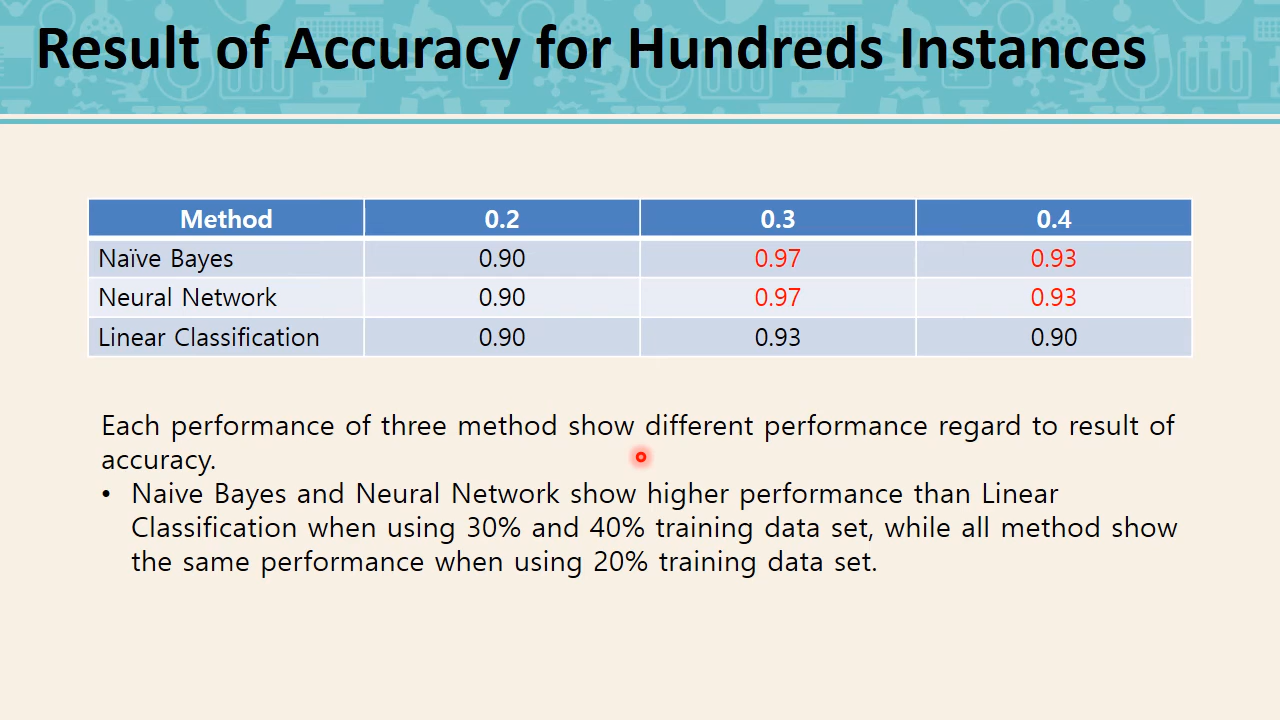 Result of Accuracy for Hundreds Instances
Method 0.2 0.3 0.4
Naïve Bayes 0.90 0.97 0.93
Neural Network 0.90 0.97 0.93
Linear Classification 0.90 0.93 0.90
Each performance of three method show different performance regard to result of
accuracy.
• Naive Bayes and Neural Network show higher performance than Linear
Classification when using 30% and 40% training data set, while all method show
the same performance when using 20% training data set.